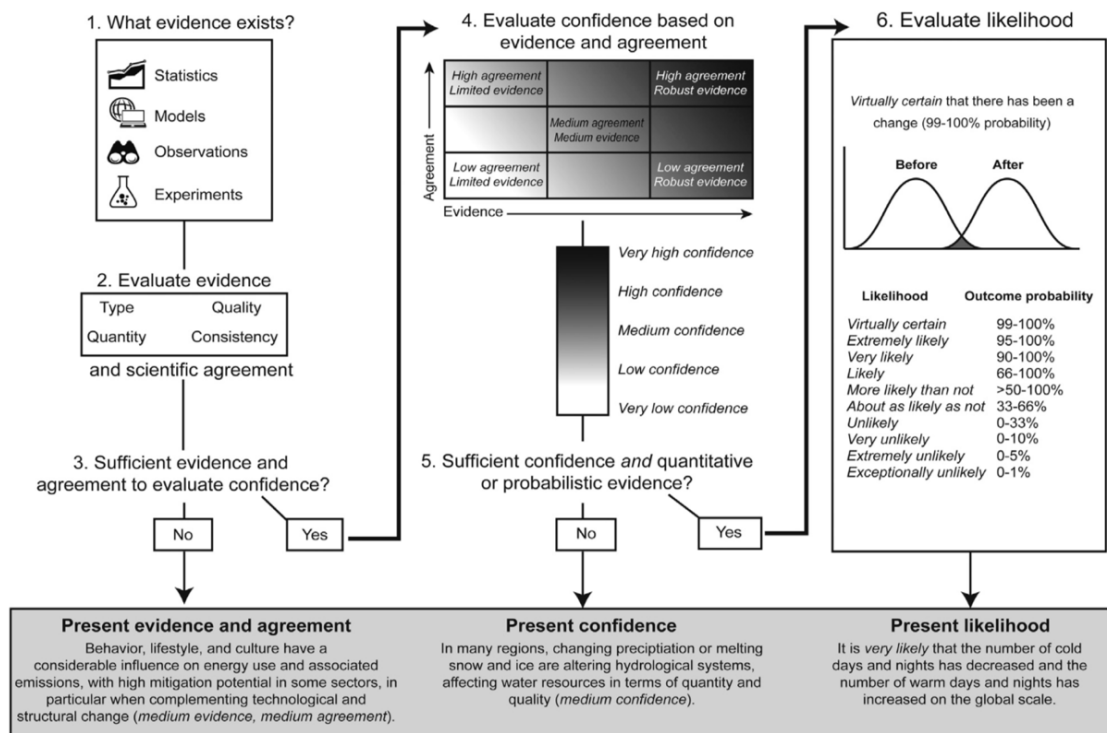 1. What evidence exists?
Statistics
Models
Observations
Experiments
2. Evaluate evidence
Type Quality
Quantity Consistency
and scientific agreement
3. Sufficient evidence and
agreement to evaluate confidence?
No
Yes
4. Evaluate confidence based on
evidence and agreement
Agreement
High agreement
Limited evidence
High agreement
Robust evidence
Medium agreement
Medium evidence
Low agreement
Limited evidence
Low agreement
Robust evidence
Evidence
Very high confidence
High confidence
Medium confidence
Low confidence
Very low confidence
5. Sufficient confidence and quantitative
or probabilistic evidence?
No
Yes
6. Evaluate likelihood
Virtually certain that there has been a
change (99-100% probability)
Before After
Likelihood Outcome probability
Virtually certain 99-100%
Extremely likely 95-100%
Very likely 90-100%
Likely 66-100%
More likely than not >50-100%
About as likely as not 33-66%
Unlikely 0-33%
Very unlikely 0-10%
Extremely unlikely 0-5%
Exceptionally unlikely 0-1%
Present evidence and agreement
Behavior, lifestyle, and culture have a
considerable influence on energy use and associated
emissions, with high mitigation potential in some sectors, in
particular when complementing technological and
structural change (medium evidence, medium agreement).
Present confidence
In many regions, changing precipitation or melting
snow and ice are altering hydrological systems,
affecting water resources in terms of quantity and
quality (medium confidence).
Present likelihood
It is very likely that the number of cold
days and nights has decreased and the
number of warm days and nights has
increased on the global scale.